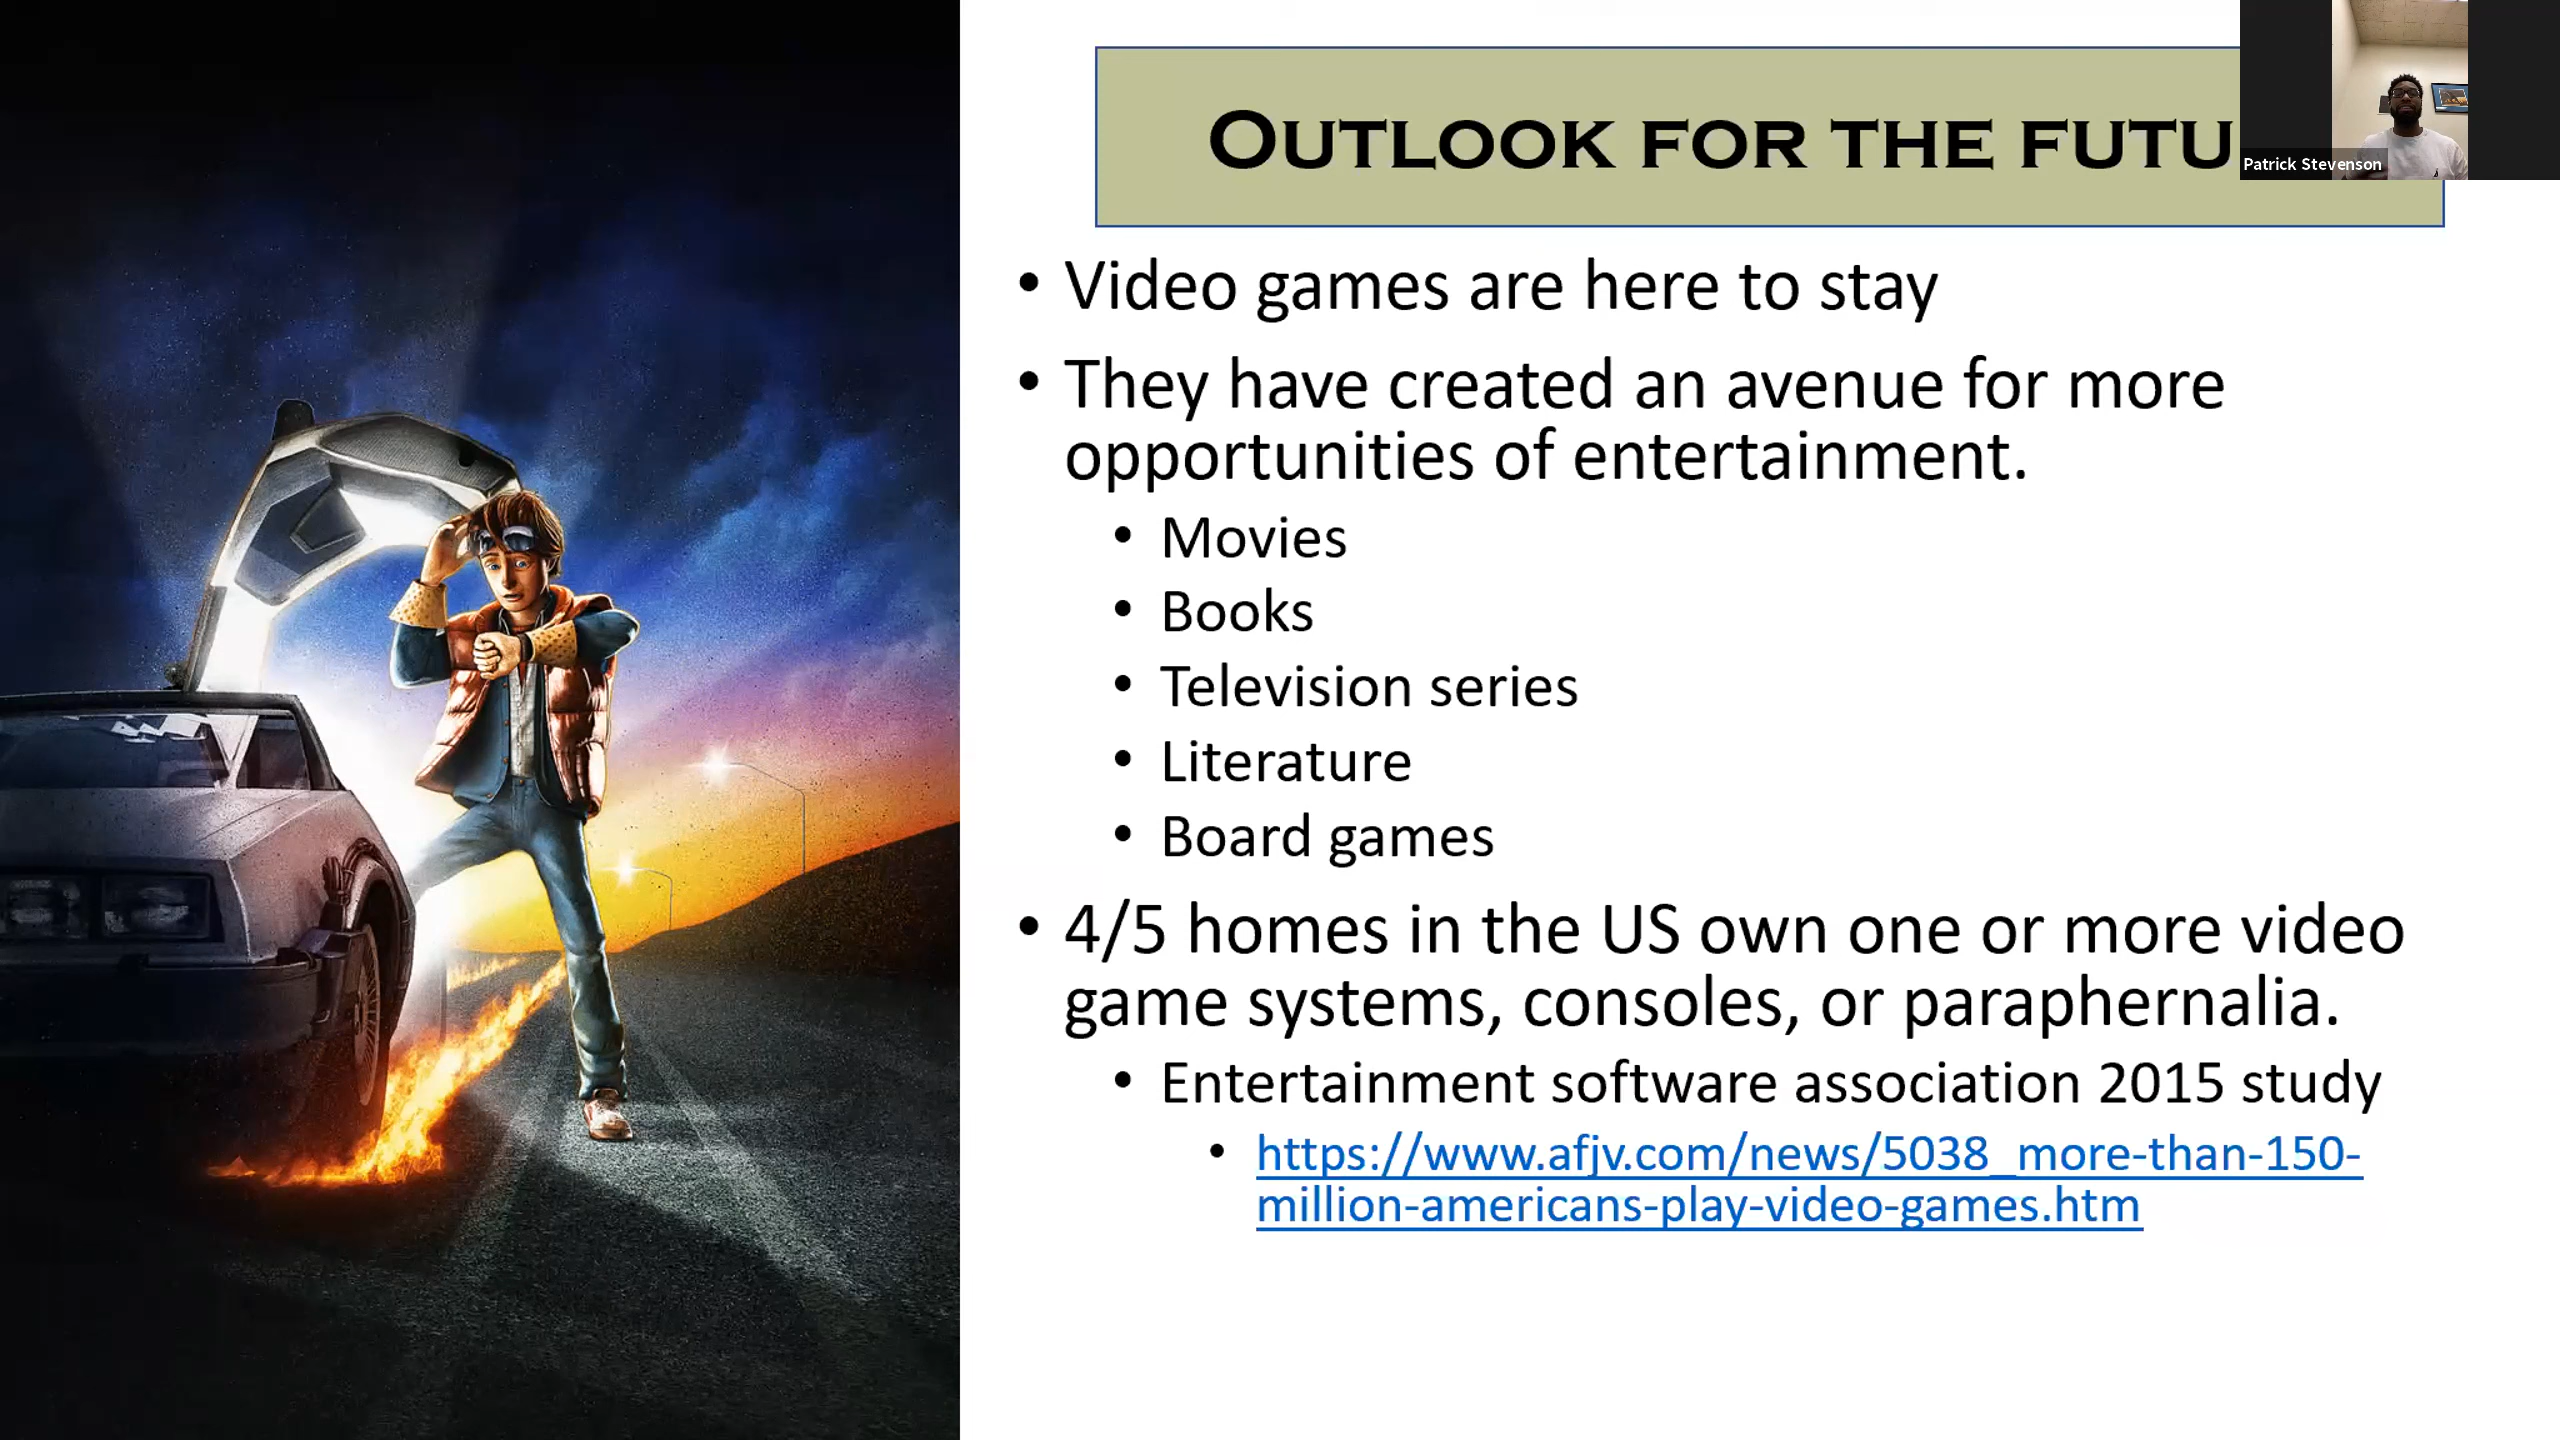 OUTLOOK FOR THE FUTU
Patrick Stevenson
• Video games are here to stay
• They have created an avenue for more
opportunities of entertainment.
• Movies
• Books
• Television series
• Literature
• Board games
• 4/5 homes in the US own one or more video
game systems, consoles, or paraphernalia.
• Entertainment software association 2015 study
• https://www.afjv.com/news/5038_more-than-150-
million-americans-play-video-games.htm